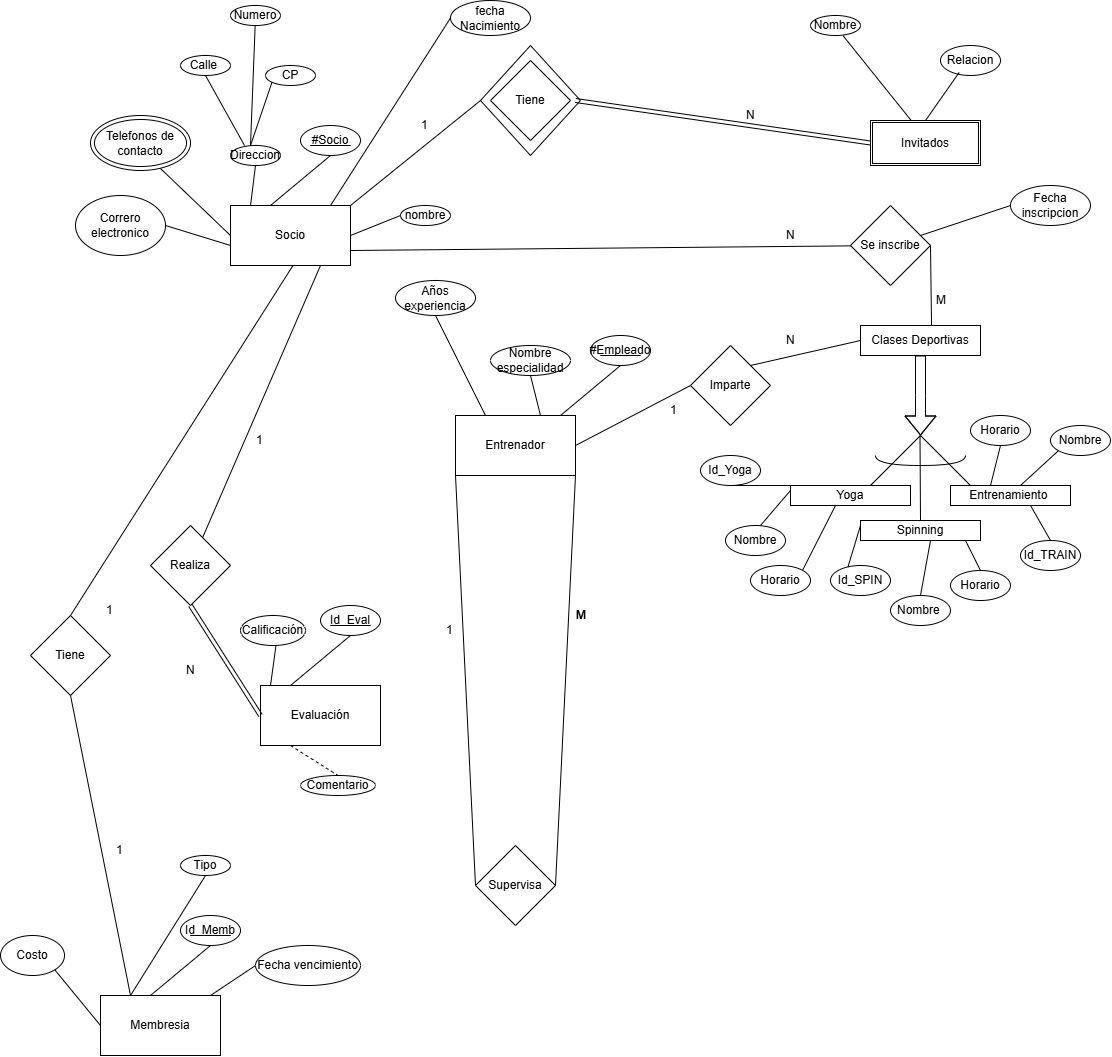 fecha
Nacimiento
Numero
Nombre
Calle
CP
Relacion
Tiene
N
1
Telefonos de
contacto
#Socio
Invitados
Direccion
Fecha
inscripcion
Correro
electronico
nombre
Socio
N
Se inscribe
Años
experiencia
M
Nombre
especialidad
#Empleado
N
Clases Deportivas
Imparte
1
Entrenador
Horario
Nombre
1
Id_Yoga
Yoga
Entrenamiento
Spinning
Nombre
Id_TRAIN
Realiza
Horario
Id_SPIN
Horario
Nombre
1
Calificación
Id_Eval
1
M
Tiene
N
Evaluación
Comentario
1
Tipo
Supervisa
Id_Memb
Costo
Fecha vencimiento
Membresia